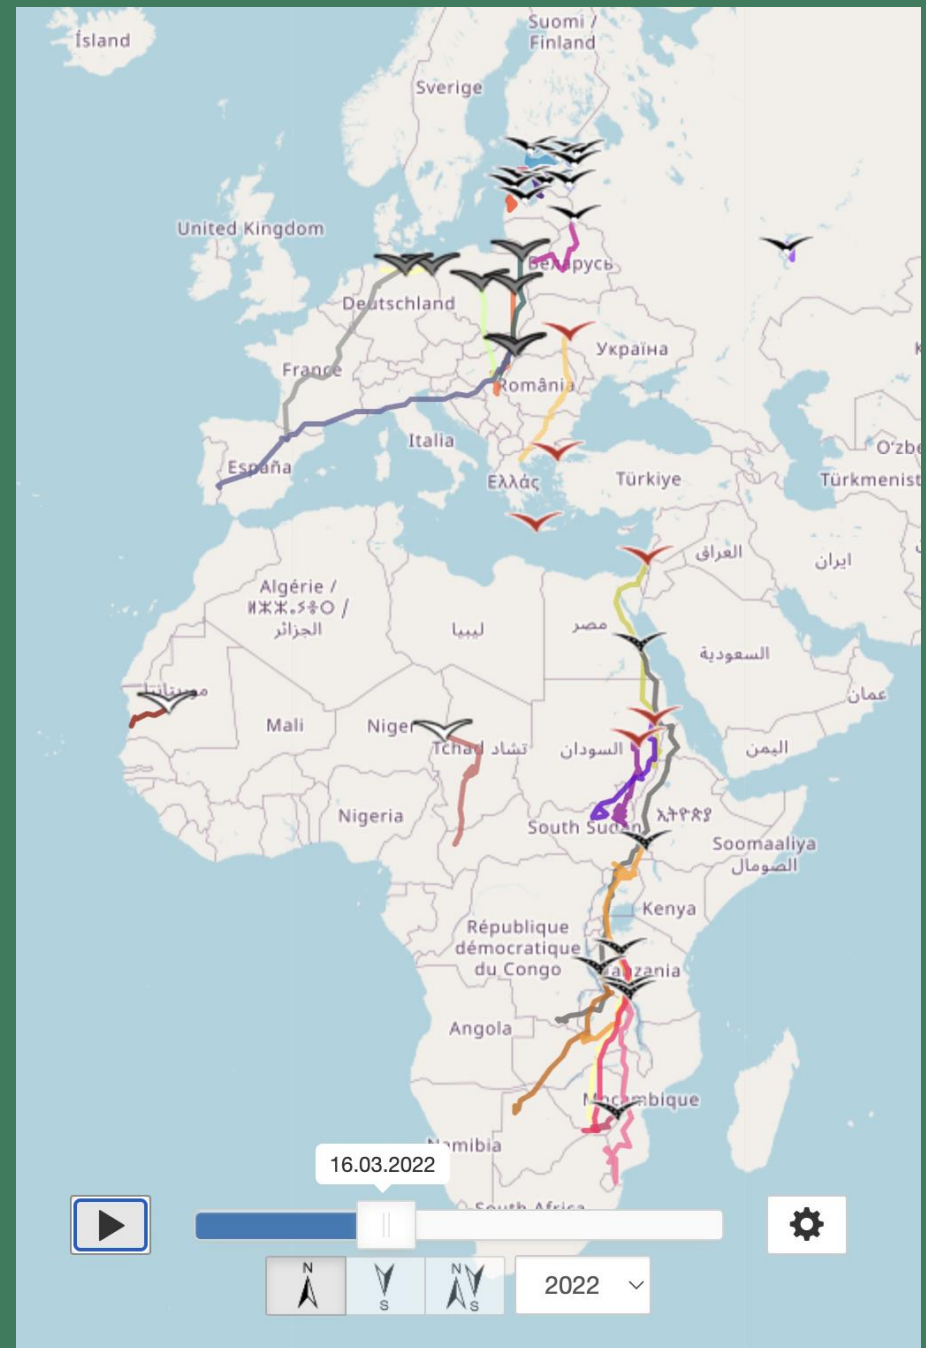 Ísland
Suomi /
Finland
Sverige
United Kingdom
Беларусь
Deutschland
Україна
France
România
Italia
España
Ελλάς
Türkiye
O'zbe
Türkmenist
العراق
ايران
Algérie /
ⵍⵣⵣⴰⵢⴻⵔ /
الجزائر
ليبيا
مصر
السعودية
عمان
موريتانيا
Mali
Niger
Tchad تشاد
السودان
اليمن
Nigeria
South Sudan
ኢትዮጵያ
Soomaaliya
الصومال
Kenya
République
démocratique
du Congo
Tanzania
Angola
Moçambique
Namibia
16.03.2022
South Africa
N
S
N
S
2022